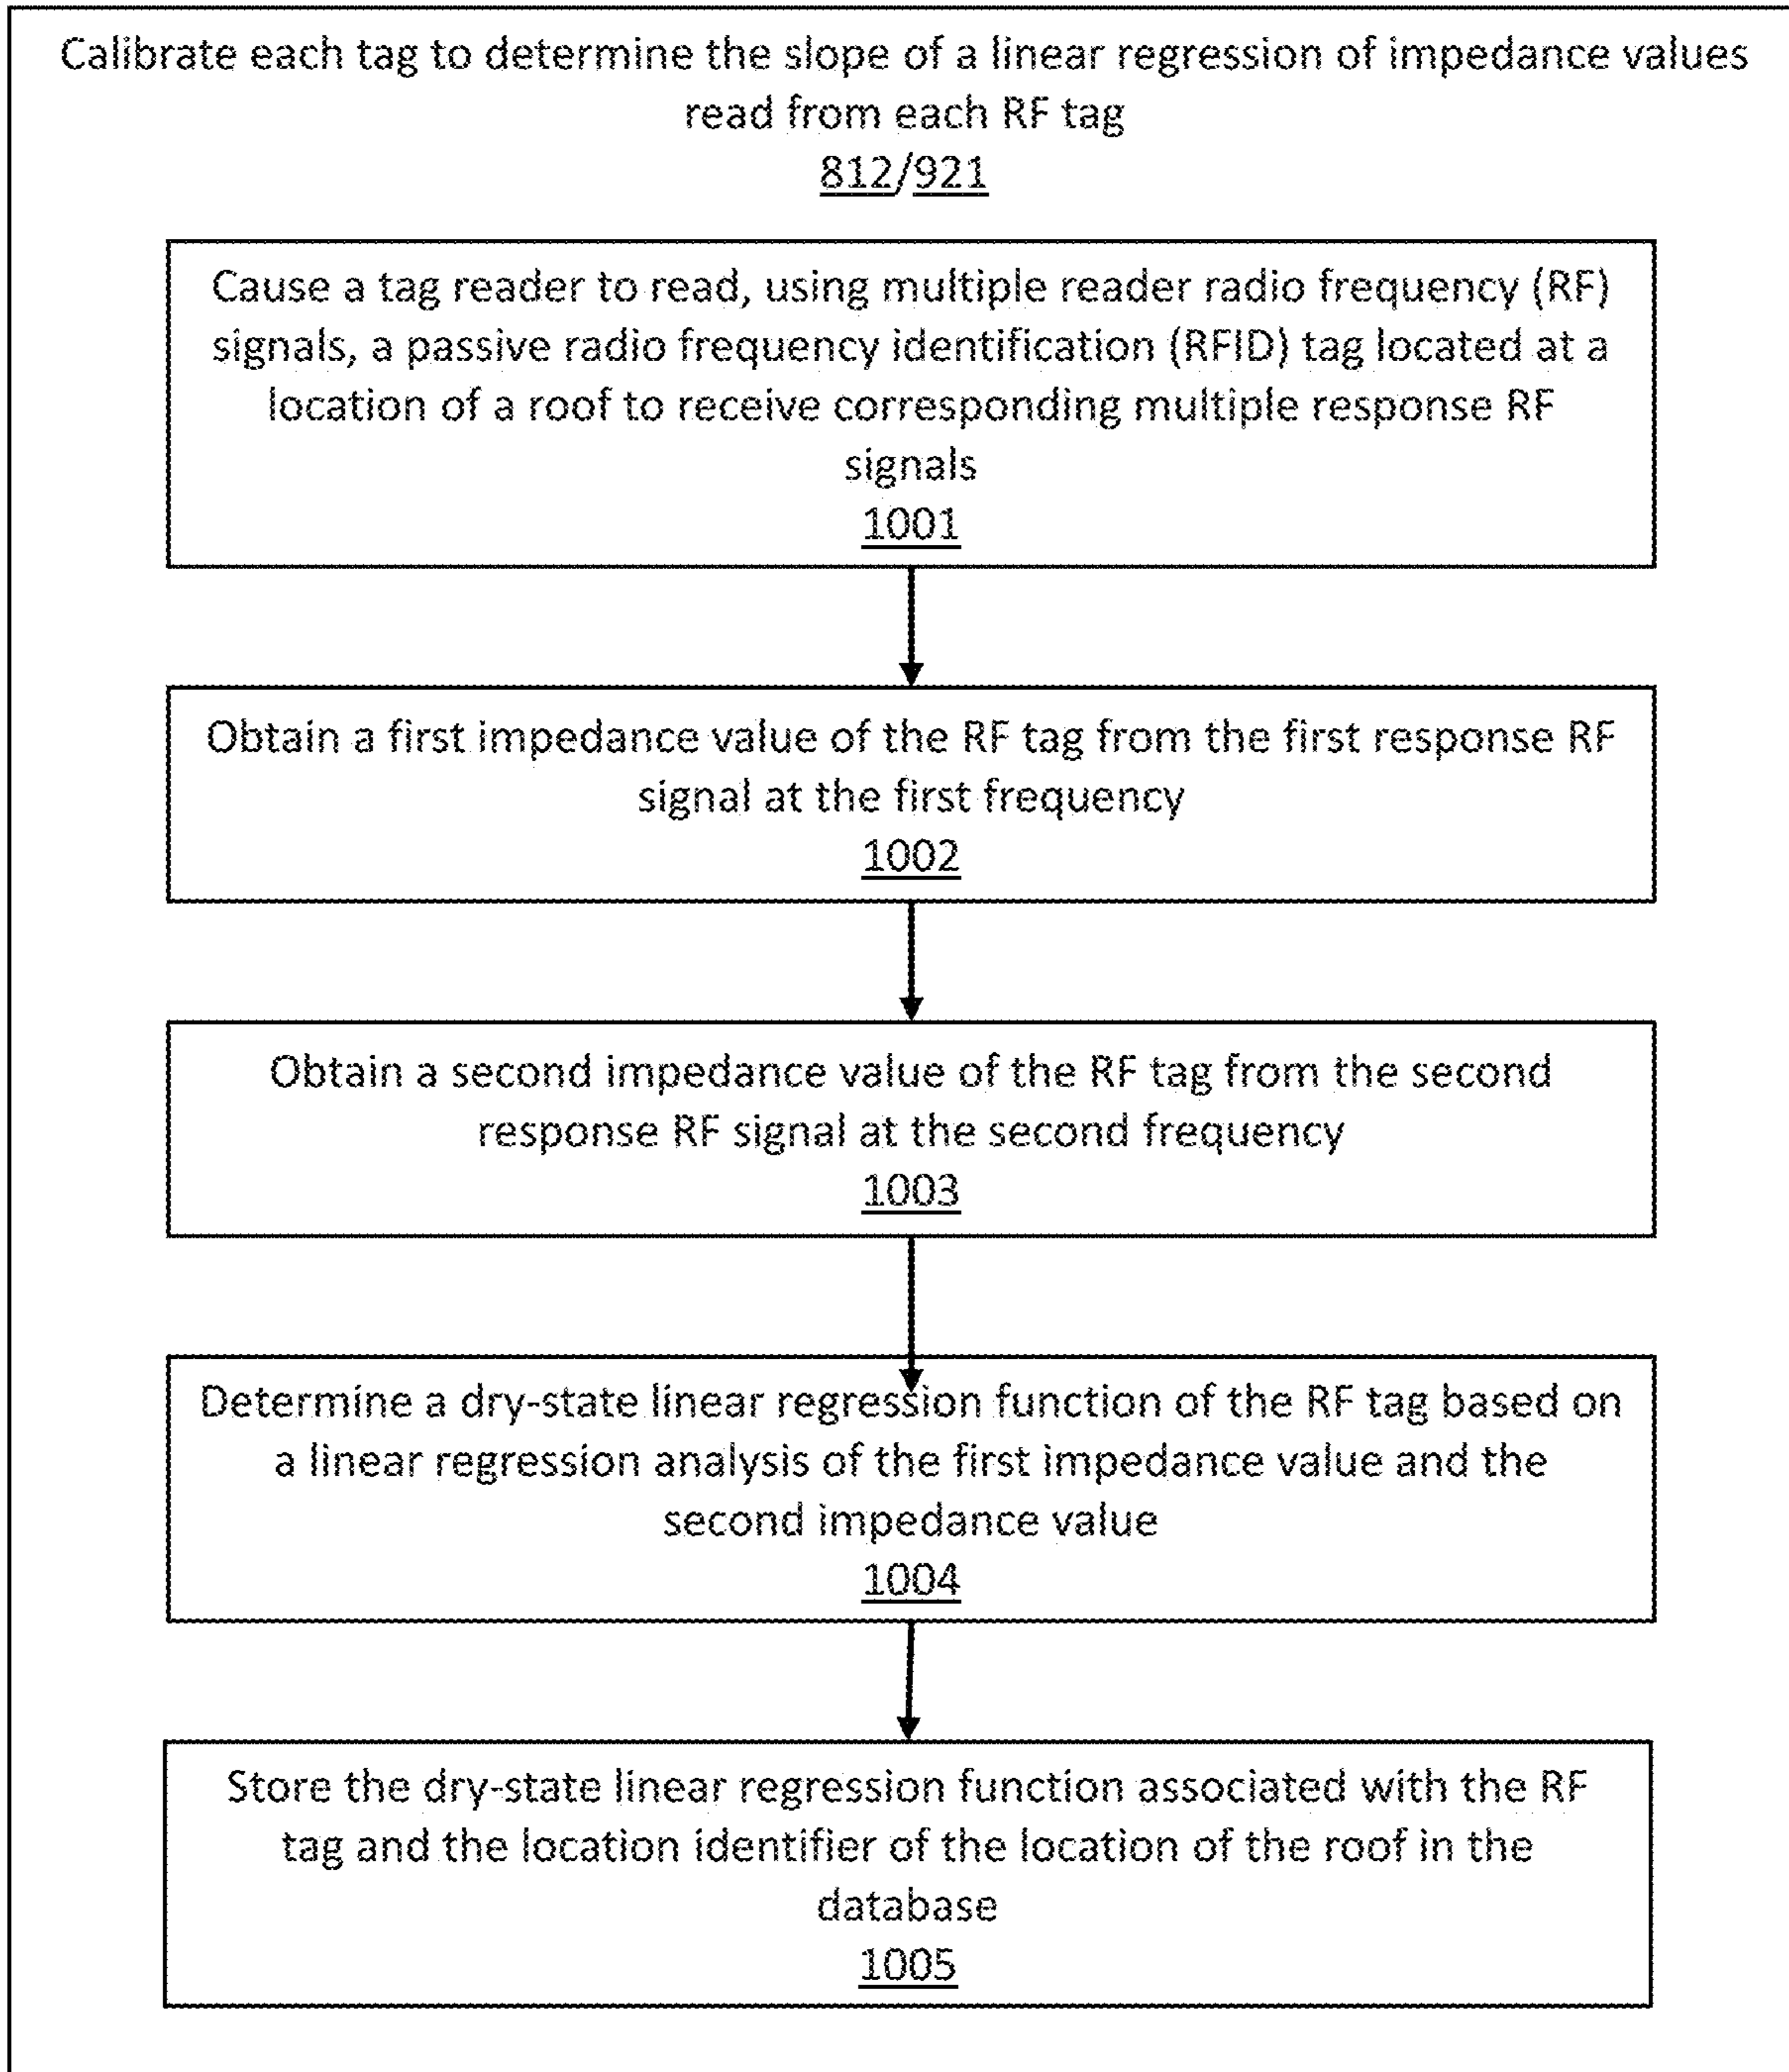 Calibrate each tag to determine the slope of a linear regression of impedance values
read from each RF tag
812/921
Cause a tag reader to read, using multiple reader radio frequency (RF)
signals, a passive radio frequency identification (RFID) tag located at a
location of a roof to receive corresponding multiple response RF
signals
1001
Obtain a first impedance value of the RF tag from the first response RF
signal at the first frequency
1002
Obtain a second impedance value of the RF tag from the second
response RF signal at the second frequency
1003
Determine a dry-state linear regression function of the RF tag based on
a linear regression analysis of the first impedance value and the
second impedance value
1004
Store the dry-state linear regression function associated with the RF
tag and the location identifier of the location of the roof in the
database
1005